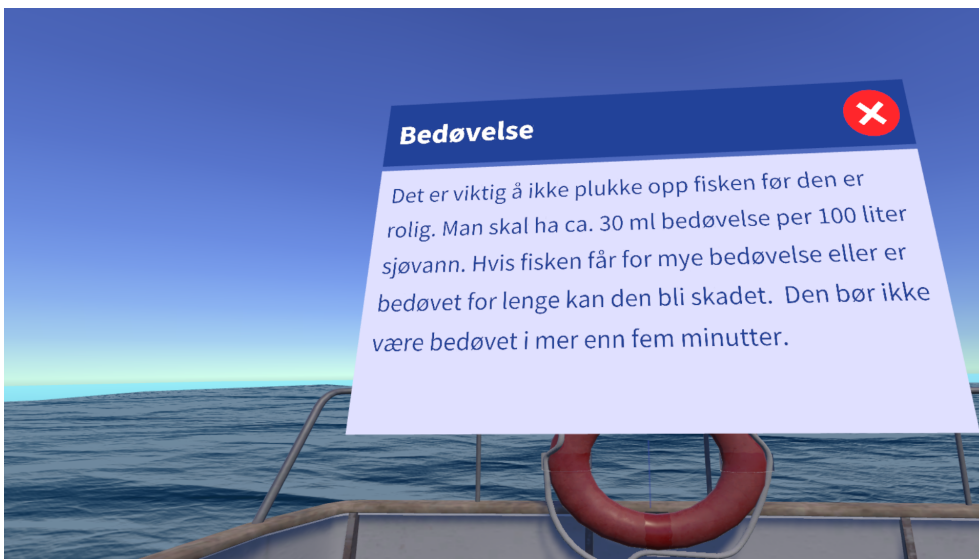 Bedøvelse
Det er viktig å ikke plukke opp fisken før den er
rolig. Man skal ha ca. 30 ml bedøvelse per 100 liter
sjøvann. Hvis fisken får for mye bedøvelse eller er
bedøvet for lenge kan den bli skadet.  Den bør ikke
være bedøvet i mer enn fem minutter.